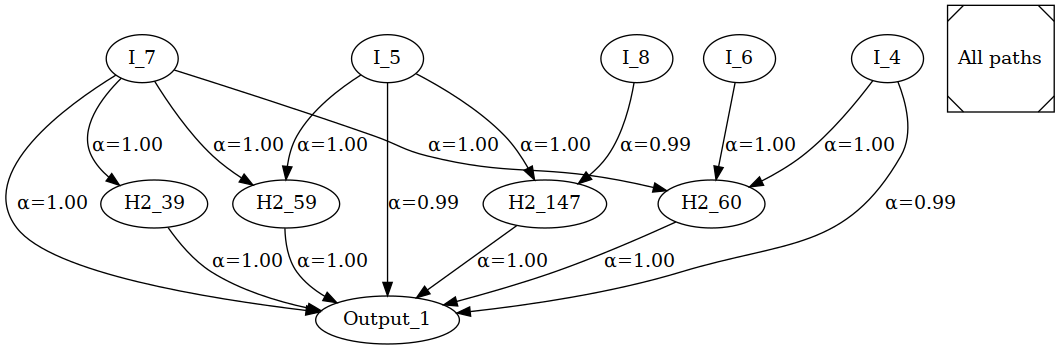 I_7
I_5
I_8
I_6
I_4
All paths
α=1.00
α=1.00
α=1.00
α=1.00
α=1.00
α=0.99
α=1.00
α=1.00
α=1.00
H2_39
H2_59
α=0.99
H2_147
H2_60
α=0.99
α=1.00
α=1.00
α=1.00
α=1.00
Output_1